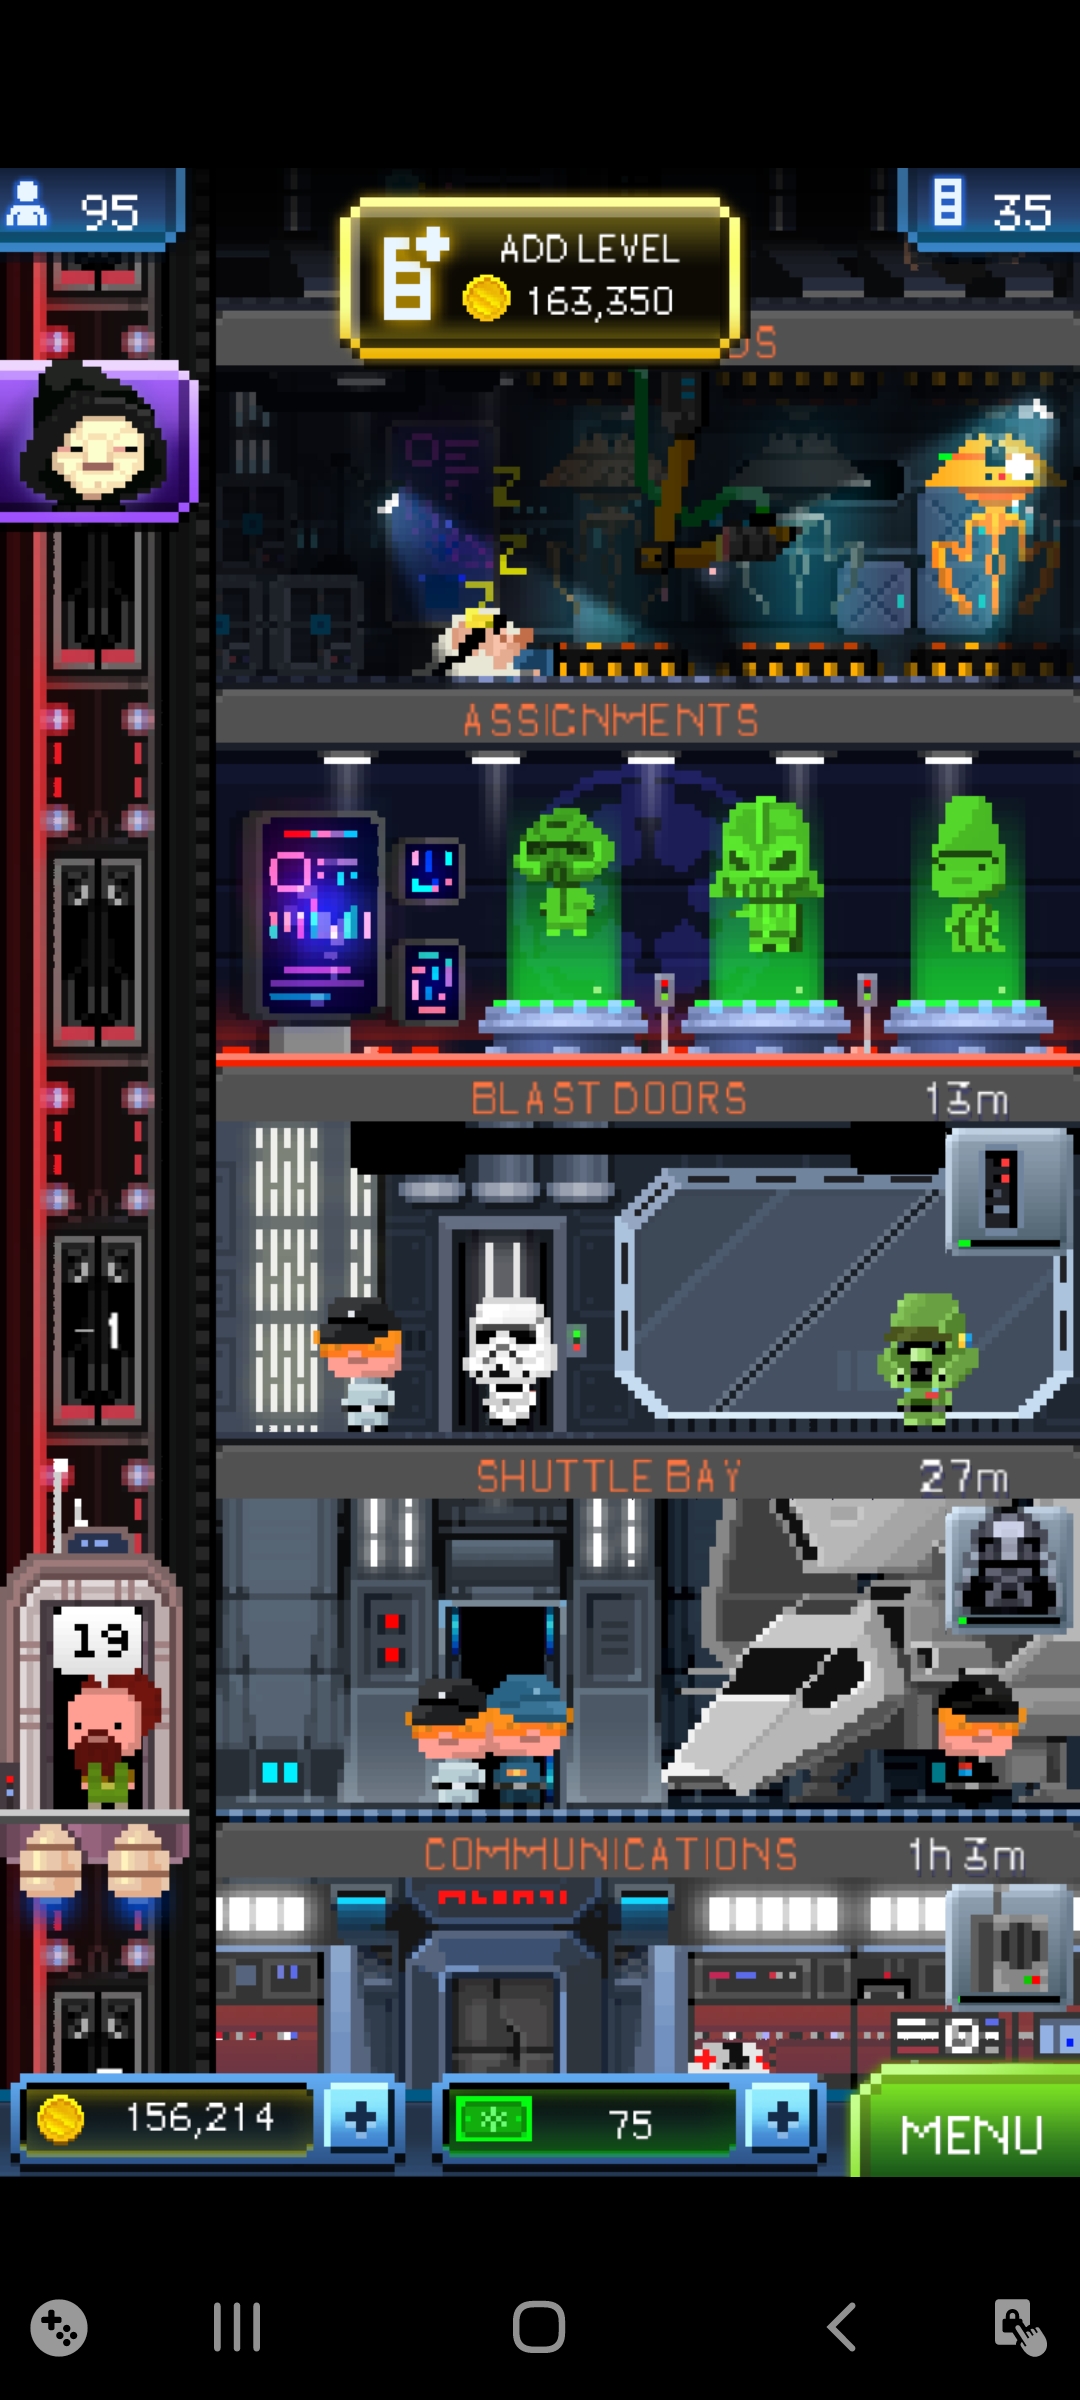 95
ADD LEVEL
163,350
35
ASSIGNMENTS
BLAST DOORS 13m
-1
SHUTTLE BAY 27m
19
COMMUNICATIONS 1h 3m
156,214
75
MENU